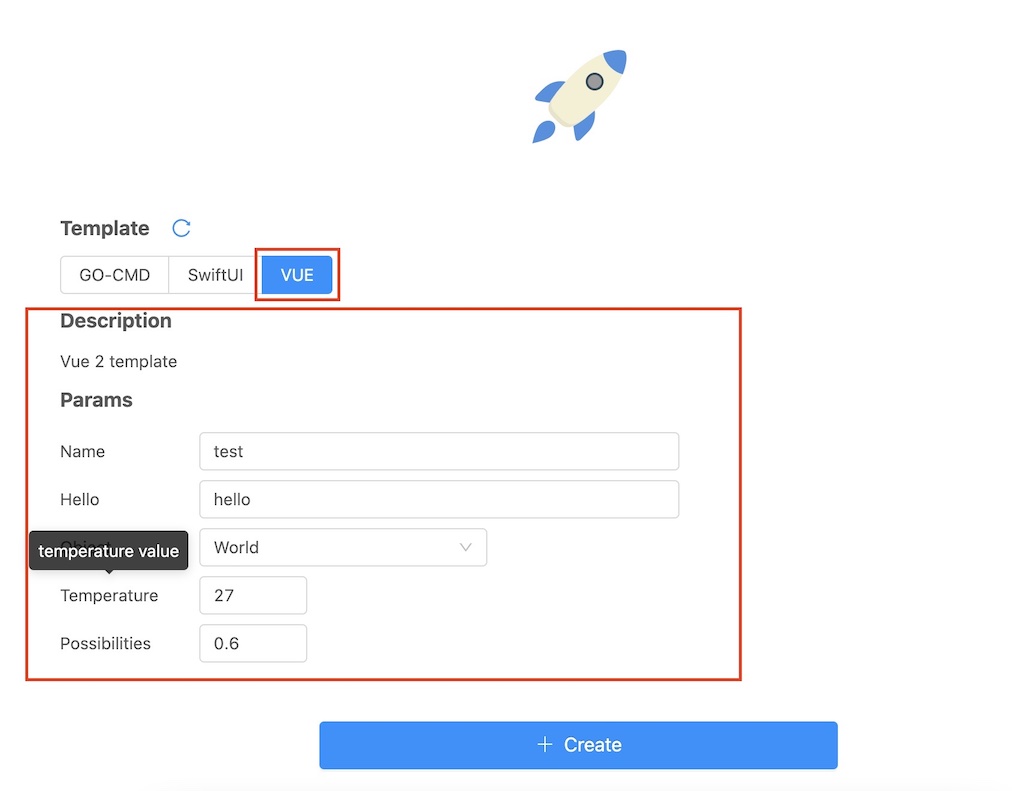 Template
GO-CMD SwiftUI VUE
Description
Vue 2 template
Params
Name test
Hello hello
temperature value World
Temperature 27
Possibilities 0.6
+ Create